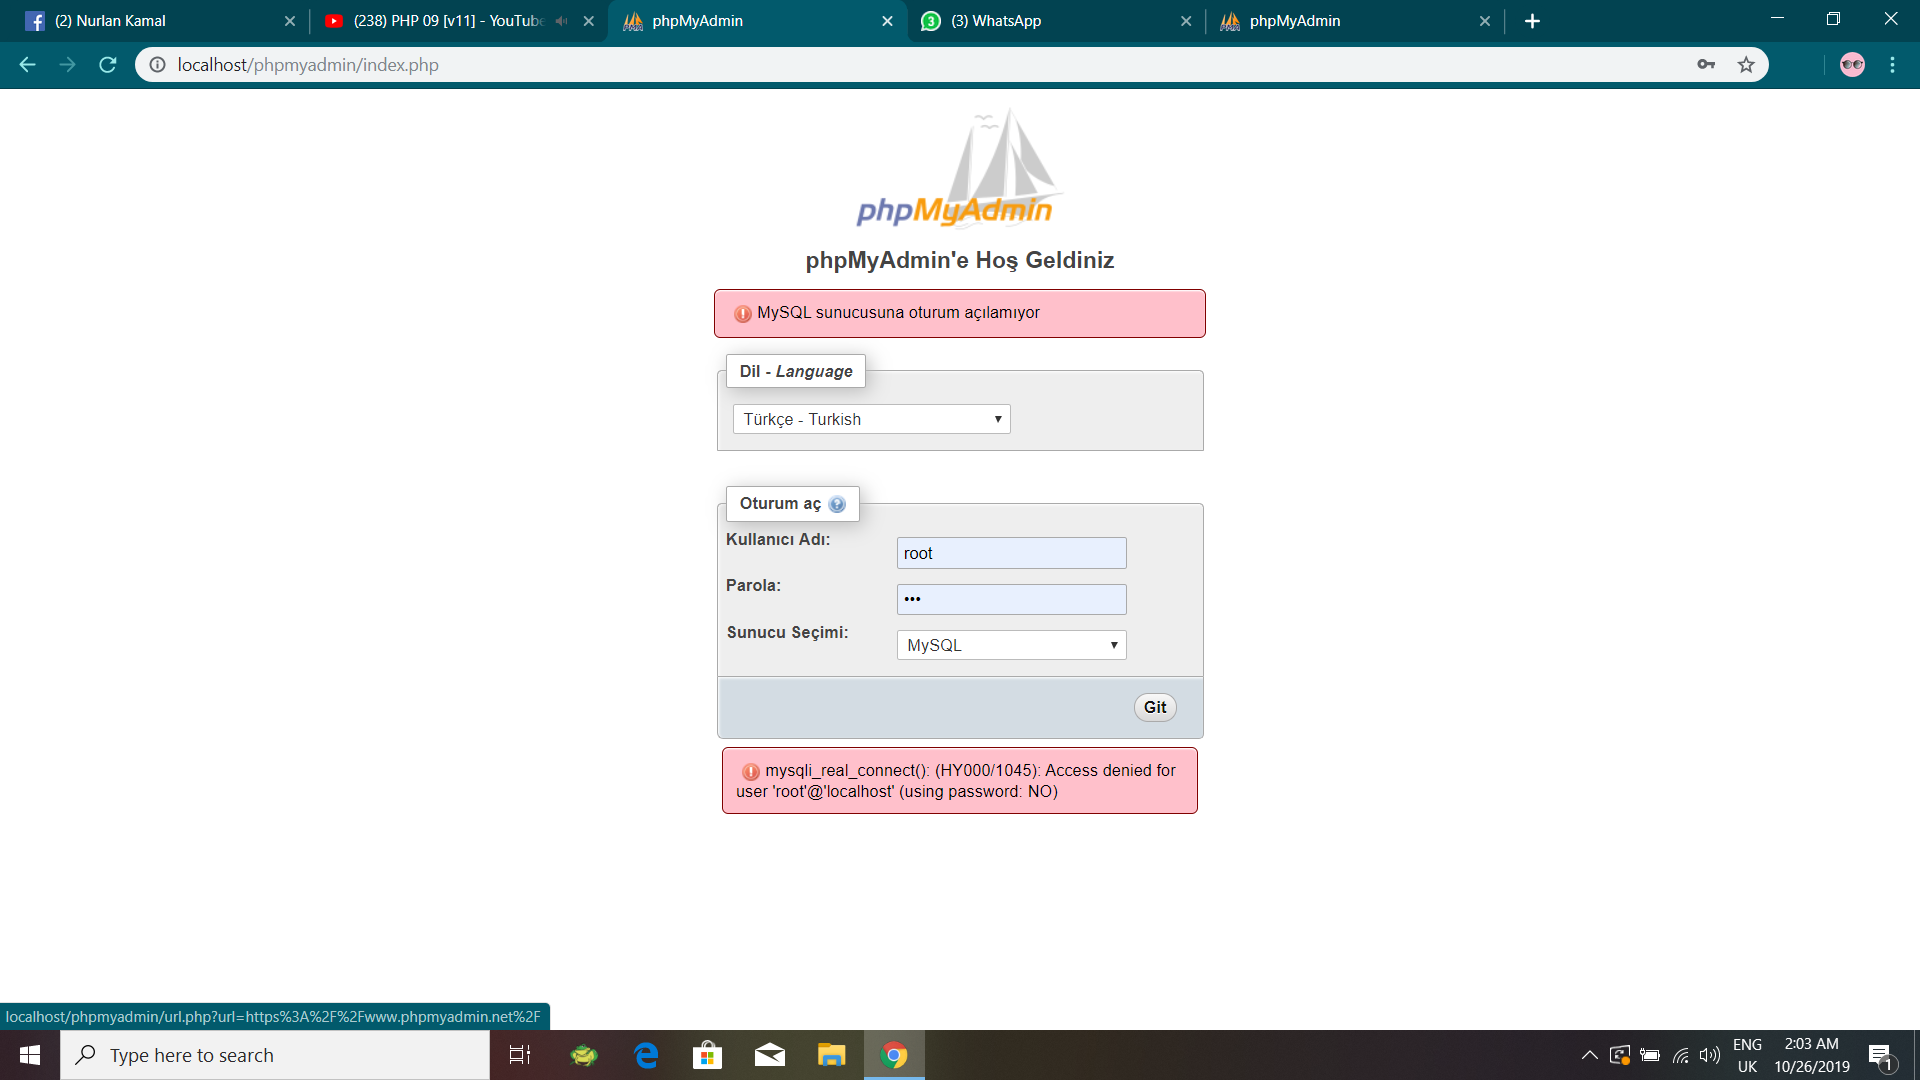 (2) Nurlan Kamal
(238) PHP 09 [v11] - YouTube
phpMyAdmin
(3) WhatsApp
phpMyAdmin
localhost/phpmyadmin/index.php
phpMyAdmin
phpMyAdmin'e Hoş Geldiniz
MySQL sunucusuna oturum açılamıyor
Dil - Language
Türkçe - Turkish
Oturum aç
Kullanıcı Adı:
root
Parola:
•••
Sunucu Seçimi:
MySQL
Git
mysqli_real_connect(): (HY000/1045): Access denied for
user 'root'@'localhost' (using password: NO)
localhost/phpmyadmin/url.php?url=https%3A%2F%2Fwww.phpmyadmin.net%2F
Type here to search
ENG
UK
2:03 AM
10/26/2019
1